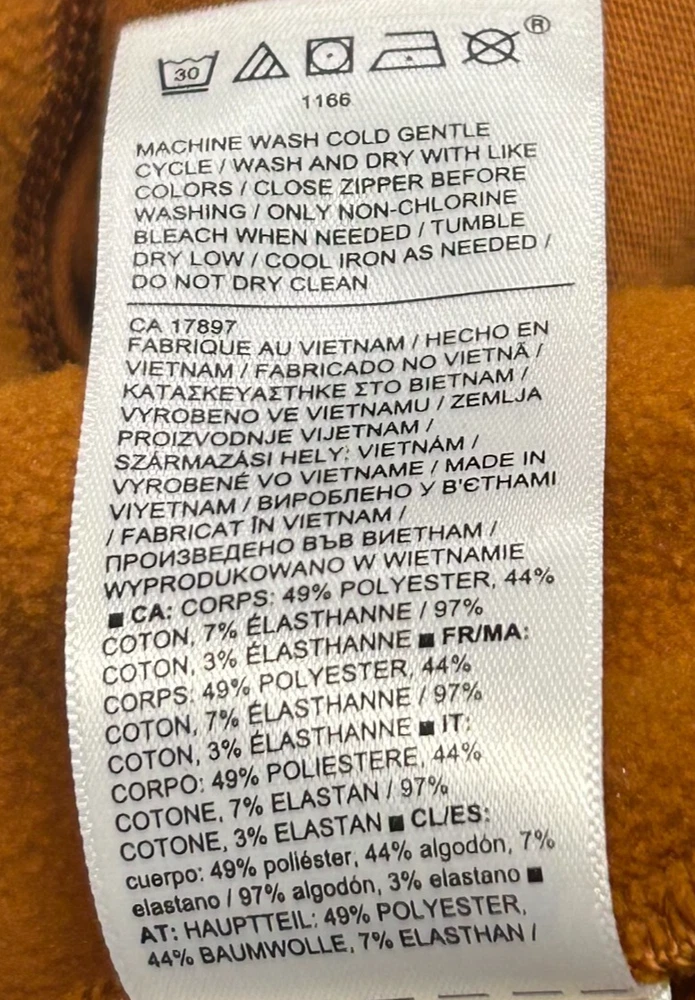 30 ®
1166
MACHINE WASH COLD GENTLE
CYCLE / WASH AND DRY WITH LIKE
COLORS / CLOSE ZIPPER BEFORE
WASHING / ONLY NON-CHLORINE
BLEACH WHEN NEEDED / TUMBLE
DRY LOW / COOL IRON AS NEEDED /
DO NOT DRY CLEAN
CA 17897
FABRIQUE AU VIETNAM / HECHO EN
VIETNAM / FABRICADO NO VIETNÃ /
ΚΑΤΑΣΚΕΥΑΣΤΗΚΕ ΣΤΟ ΒΙΕΤΝΑΜ /
VYROBENO VE VIETNAMU / ZEMLJA
PROIZVODNJE VIJETNAM /
SZÁRMAZÁSI HELY: VIETNÁM /
VYROBENÉ VO VIETNAME / MADE IN
VIYETNAM / ВИРОБЛЕНО У В'ЄТНАМІ
/ FABRICAT ÎN VIETNAM /
ПРОИЗВЕДЕНО ВЪВ ВИЕТНАМ /
WYPRODUKOWANO W WIETNAMIE
■ CA: CORPS: 49% POLYESTER, 44%
COTON, 7% ÉLASTHANNE / 97%
COTON, 3% ÉLASTHANNE ■ FR/MA:
CORPS: 49% POLYESTER, 44%
COTON, 7% ÉLASTHANNE / 97%
COTON, 3% ÉLASTHANNE ■ IT:
CORPO: 49% POLIESTERE, 44%
COTONE, 7% ELASTAN / 97%
COTONE, 3% ELASTAN ■ CL/ES:
cuerpo: 49% poliéster, 44% algodón, 7%
elastano / 97% algodón, 3% elastano ■
AT: HAUPTTEIL: 49% POLYESTER,
44% BAUMWOLLE, 7% ELASTHAN /